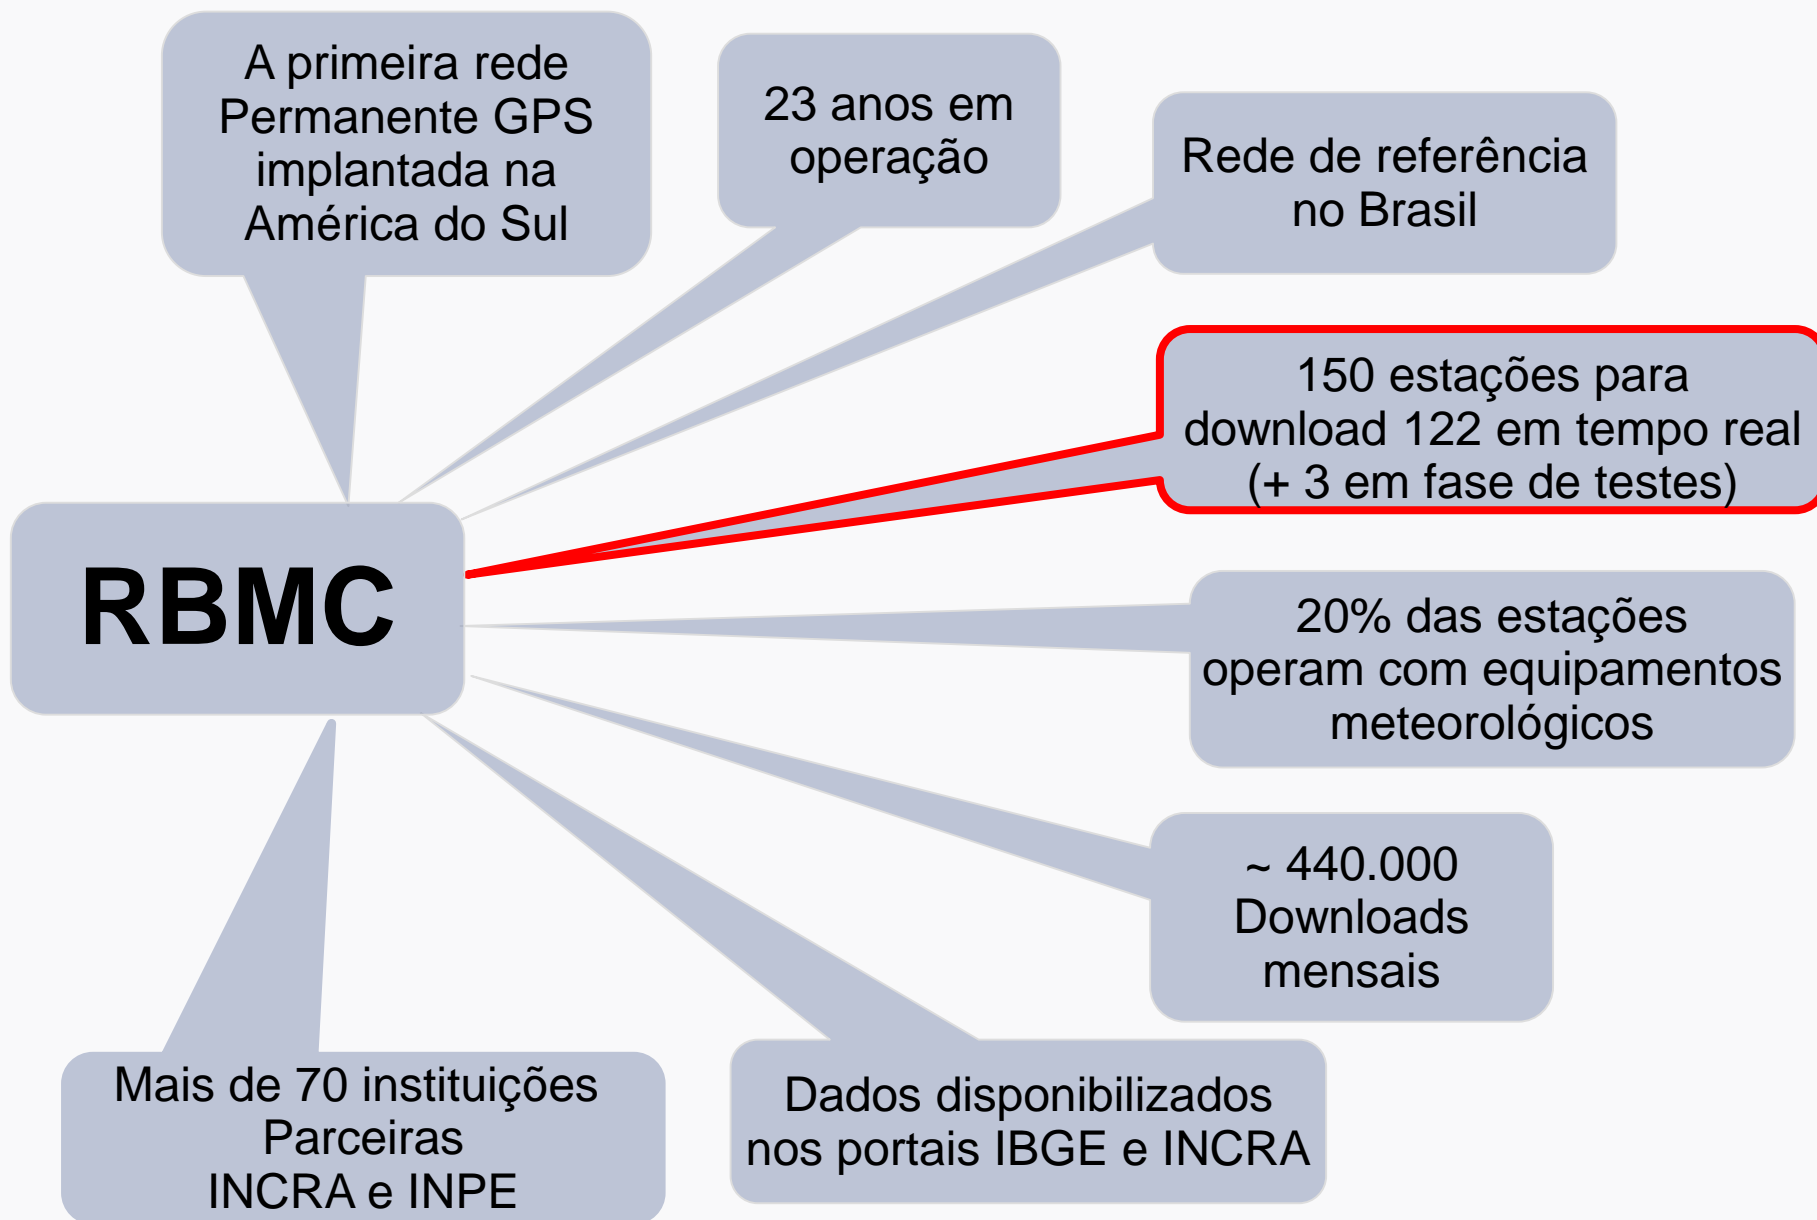 A primeira rede
Permanente GPS
implantada na
América do Sul
23 anos em
operação
Rede de referência
no Brasil
150 estações para
download 122 em tempo real
(+ 3 em fase de testes)
RBMC
20% das estações
operam com equipamentos
meteorológicos
~ 440.000
Downloads
mensais
Dados disponibilizados
nos portais IBGE e INCRA
Mais de 70 instituições
Parceiras
INCRA e INPE